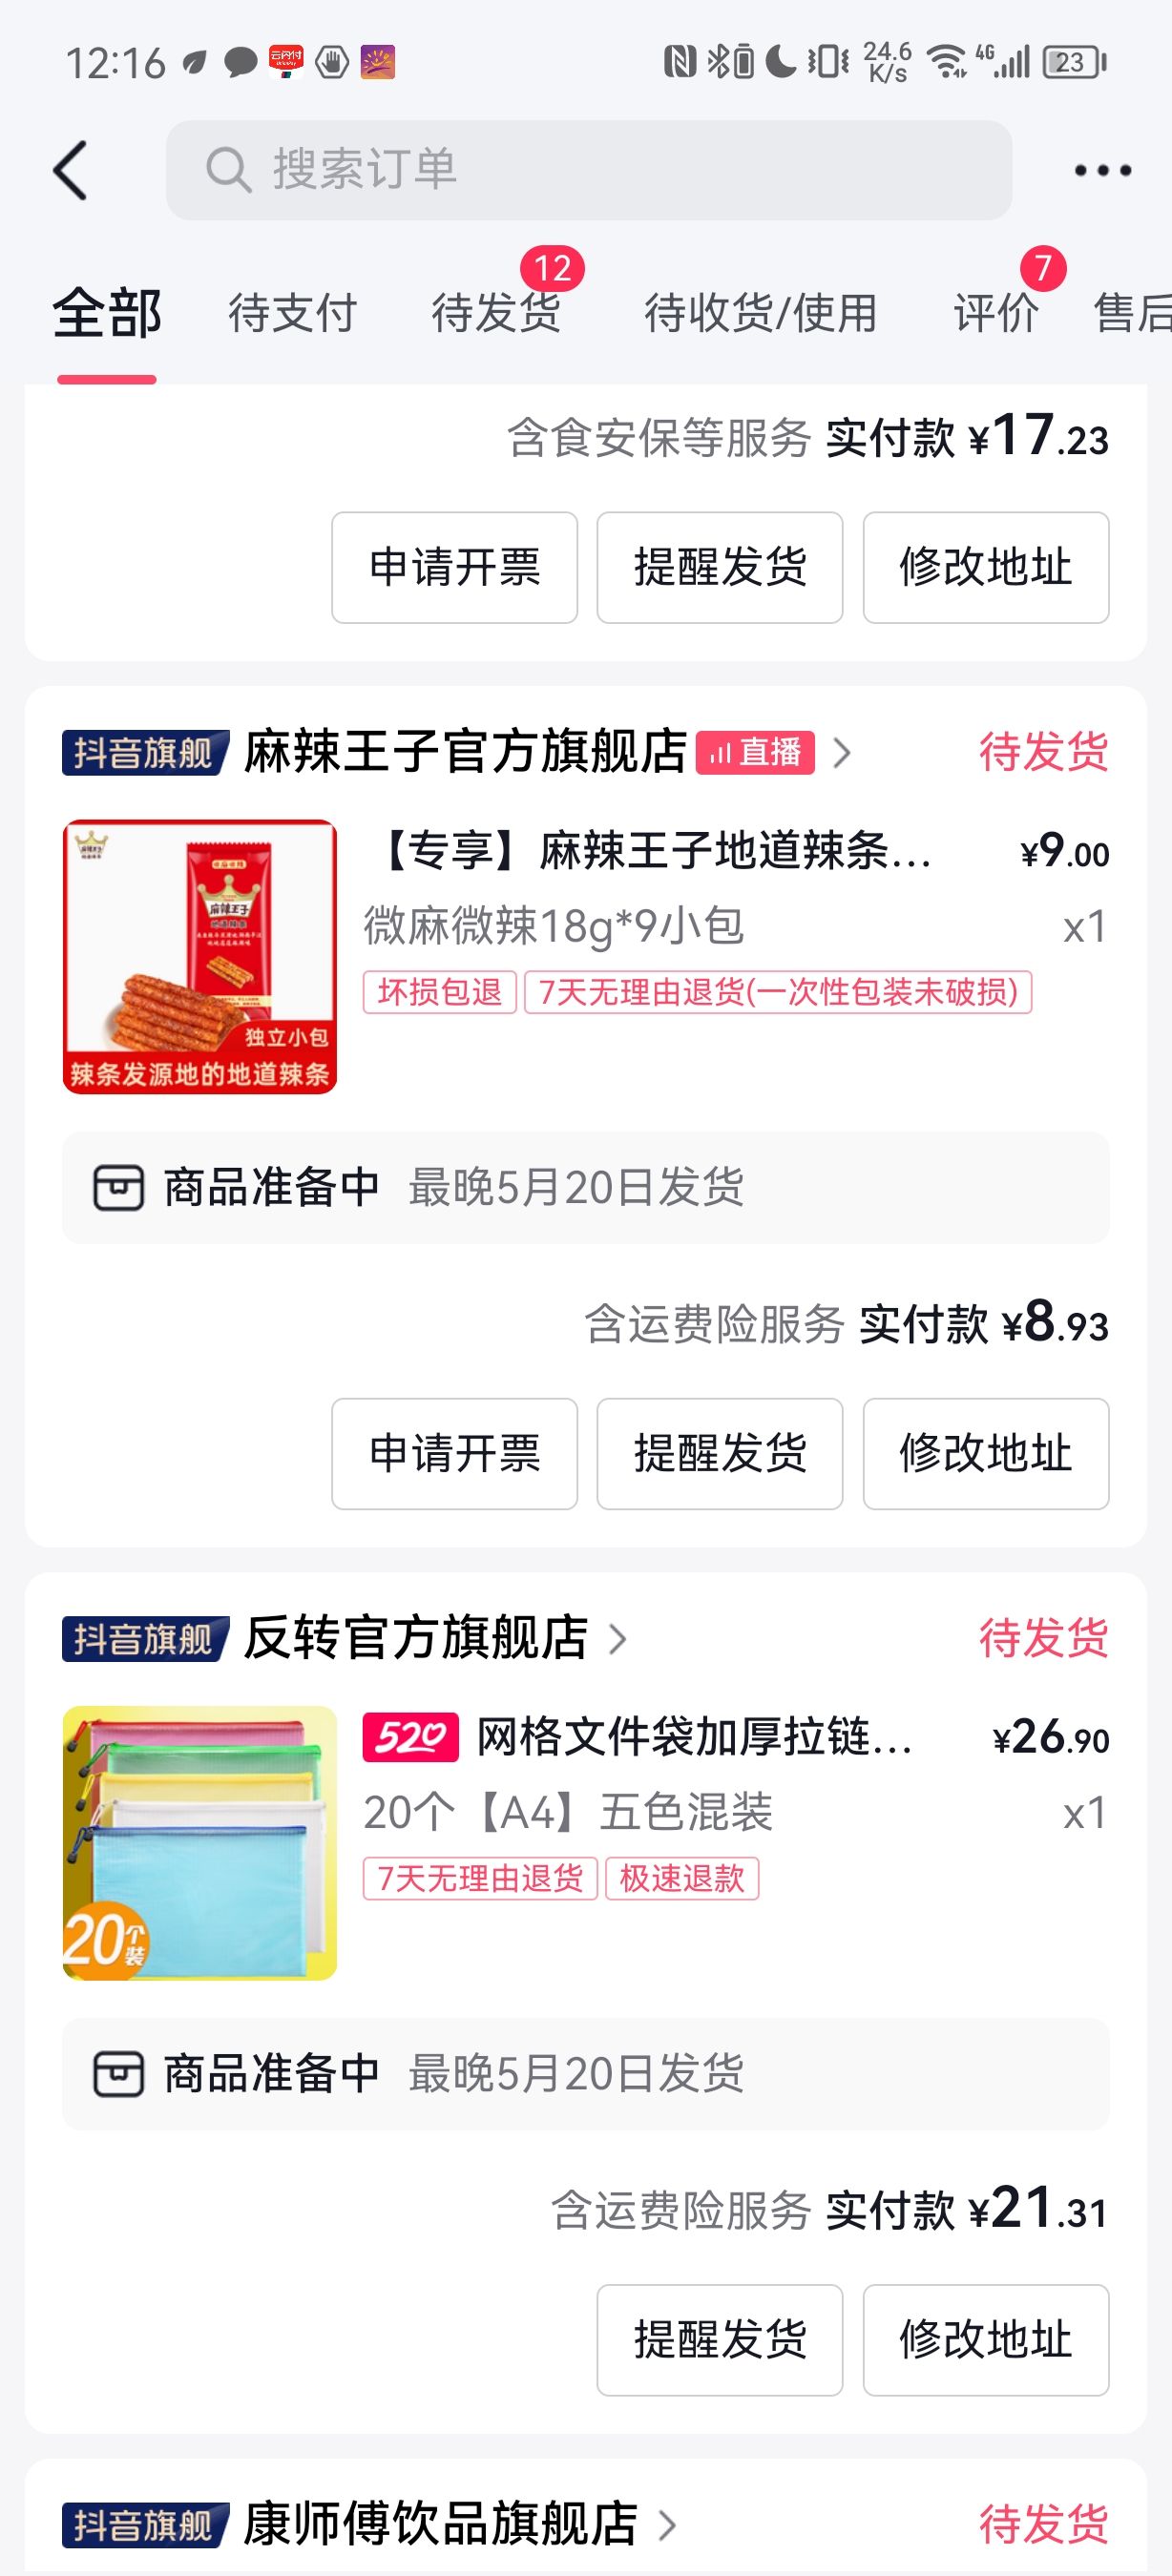 12:16
24.6
K/s
4G
23
搜索订单
全部
待支付
待发货
12
待收货/使用
评价
7
售后
含食安保等服务 实付款 ¥17.23
申请开票
提醒发货
修改地址
抖音旗舰 麻辣王子官方旗舰店 直播
待发货
【专享】麻辣王子地道辣条...
¥9.00
微麻微辣18g*9小包
x1
坏损包退
7天无理由退货(一次性包装未破损)
麻辣王子
独立小包
辣条发源地的地道辣条
商品准备中 最晚5月20日发货
含运费险服务 实付款 ¥8.93
申请开票
提醒发货
修改地址
抖音旗舰 反转官方旗舰店
待发货
520 网格文件袋加厚拉链...
¥26.90
20个【A4】五色混装
x1
7天无理由退货
极速退款
20个装
商品准备中 最晚5月20日发货
含运费险服务 实付款 ¥21.31
提醒发货
修改地址
抖音旗舰 康师傅饮品旗舰店
待发货